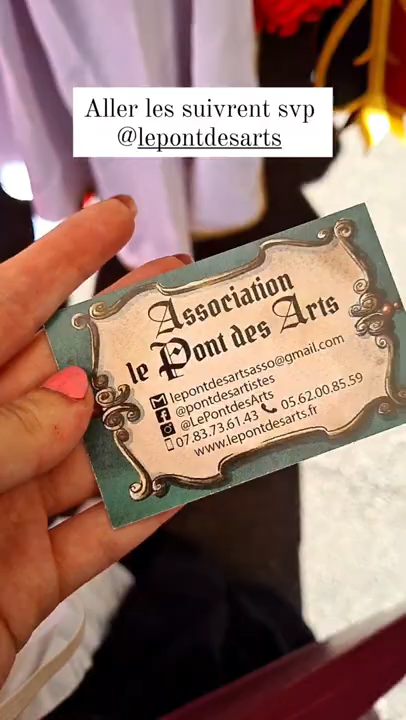 Aller les suivrent svp
@lepontdesarts
Association
le Pont des Arts
lepontdesartsasso@gmail.com
@pontdesartistes
@LePontdesArts
07.83.73.61.43 05.62.00.85.59
www.lepontdesarts.fr